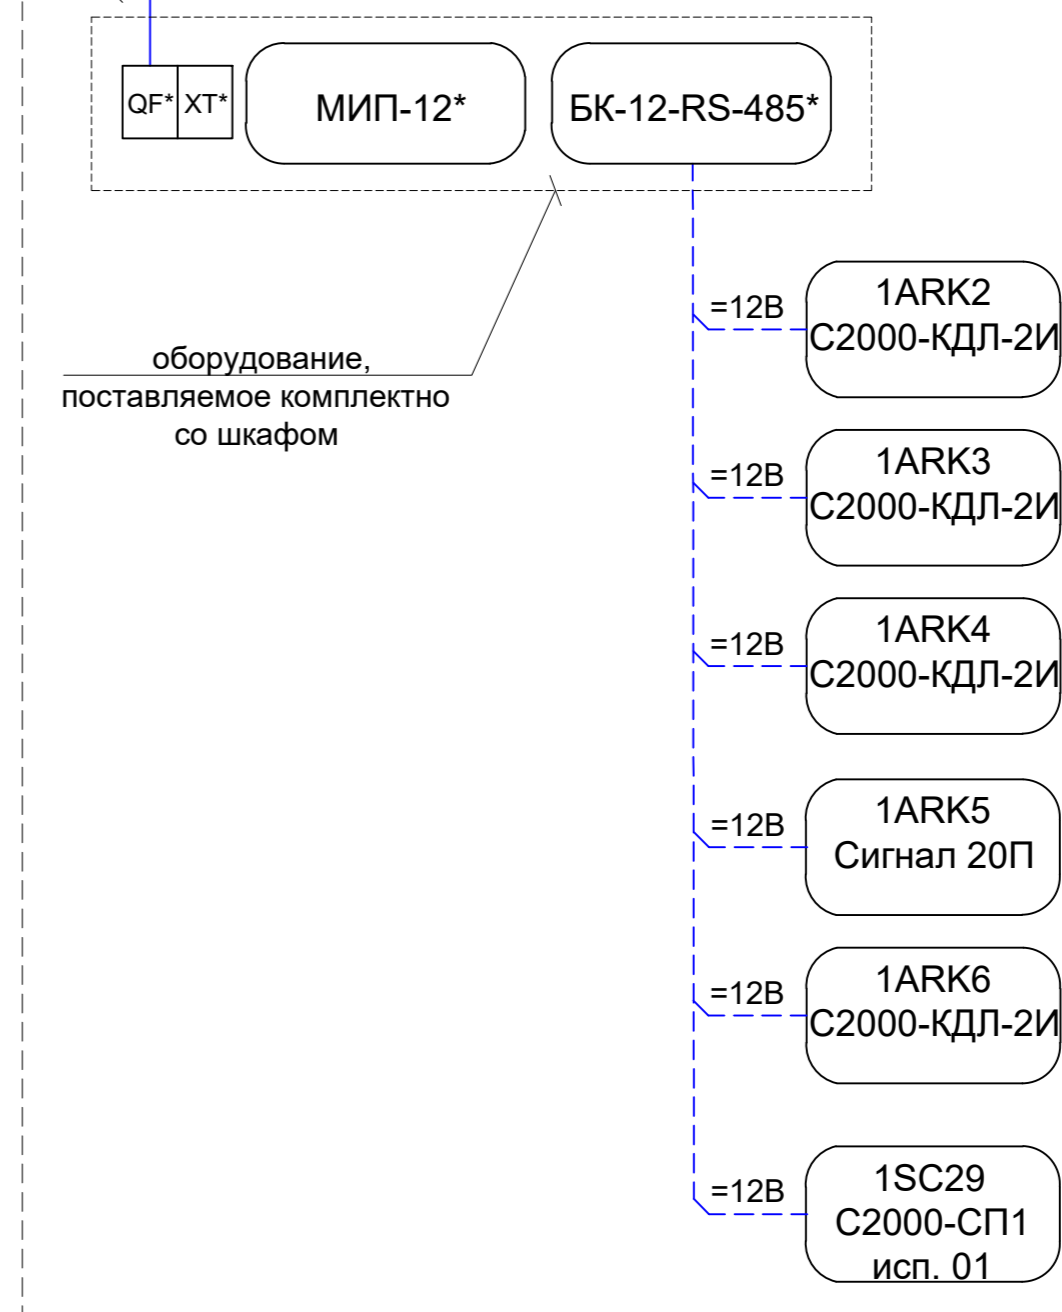 QF* XT* МИП-12* БК-12-RS-485*
оборудование,
поставляемое комплектно
со шкафом
=12В
1ARK2
С2000-КДЛ-2И
=12В
1ARK3
С2000-КДЛ-2И
=12В
1ARK4
С2000-КДЛ-2И
=12В
1ARK5
Сигнал 20П
=12В
1ARK6
С2000-КДЛ-2И
=12В
1SC29
С2000-СП1
исп. 01